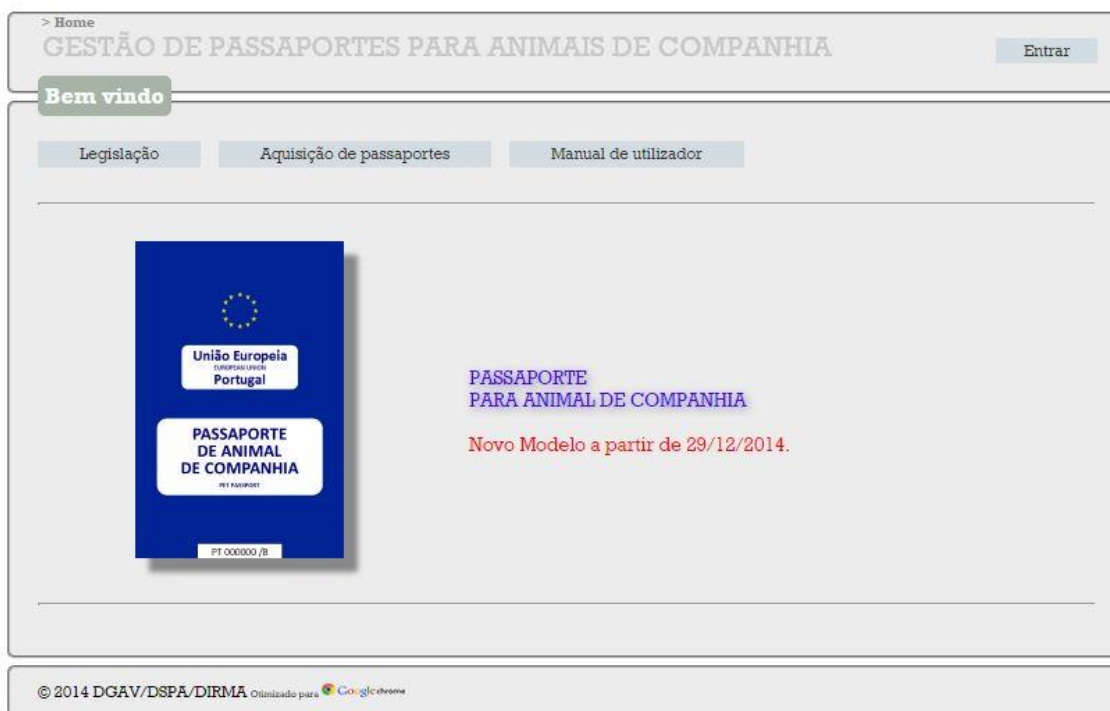 > Home
GESTÃO DE PASSAPORTES PARA ANIMAIS DE COMPANHIA
Entrar
Bem vindo
Legislação
Aquisição de passaportes
Manual de utilizador
União Europeia
EUROPEAN UNION
Portugal
PASSAPORTE
DE ANIMAL
DE COMPANHIA
PET PASSPORT
PT 000000 /B
PASSAPORTE
PARA ANIMAL DE COMPANHIA
Novo Modelo a partir de 29/12/2014.
© 2014 DGAV/DSPA/DIRMA Otimizado para Google chrome